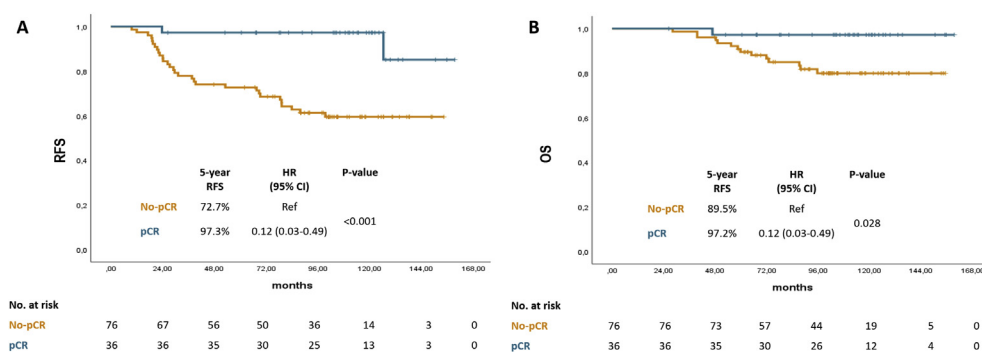 A
RFS
1,0
0,8
0,6
0,4
0,2
0,0
5-year RFS HR (95% CI) P-value
No-pCR 72.7% Ref
<0.001
pCR 97.3% 0.12 (0.03-0.49)
,00 24,00 48,00 72,00 96,00 120,00 144,00 168,00
months
No. at risk
No-pCR 76 67 56 50 36 14 3 0
pCR 36 36 35 30 25 13 3 0
B
OS
1,0
0,8
0,6
0,4
0,2
0,0
5-year RFS HR (95% CI) P-value
No-pCR 89.5% Ref
0.028
pCR 97.2% 0.12 (0.03-0.49)
,00 24,00 48,00 72,00 96,00 120,00 144,00 168,00
months
No. at risk
No-pCR 76 76 73 57 44 19 5 0
pCR 36 36 35 30 26 12 4 0